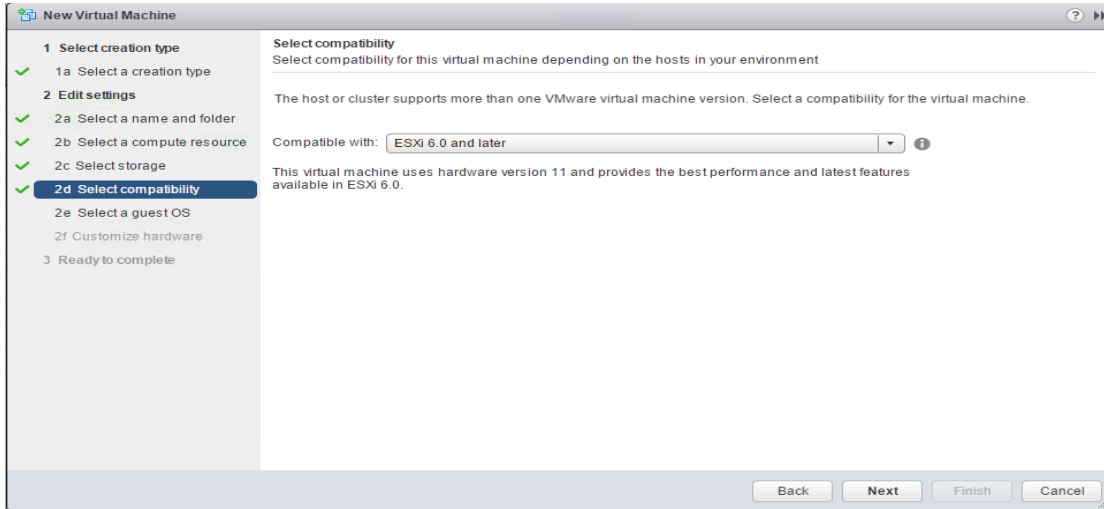 New Virtual Machine
1 Select creation type
1a Select a creation type
2 Edit settings
2a Select a name and folder
2b Select a compute resource
2c Select storage
2d Select compatibility
2e Select a guest OS
2f Customize hardware
3 Ready to complete
Select compatibility
Select compatibility for this virtual machine depending on the hosts in your environment
The host or cluster supports more than one VMware virtual machine version. Select a compatibility for the virtual machine.
Compatible with: ESXi 6.0 and later
This virtual machine uses hardware version 11 and provides the best performance and latest features
available in ESXi 6.0.
Back Next Finish Cancel